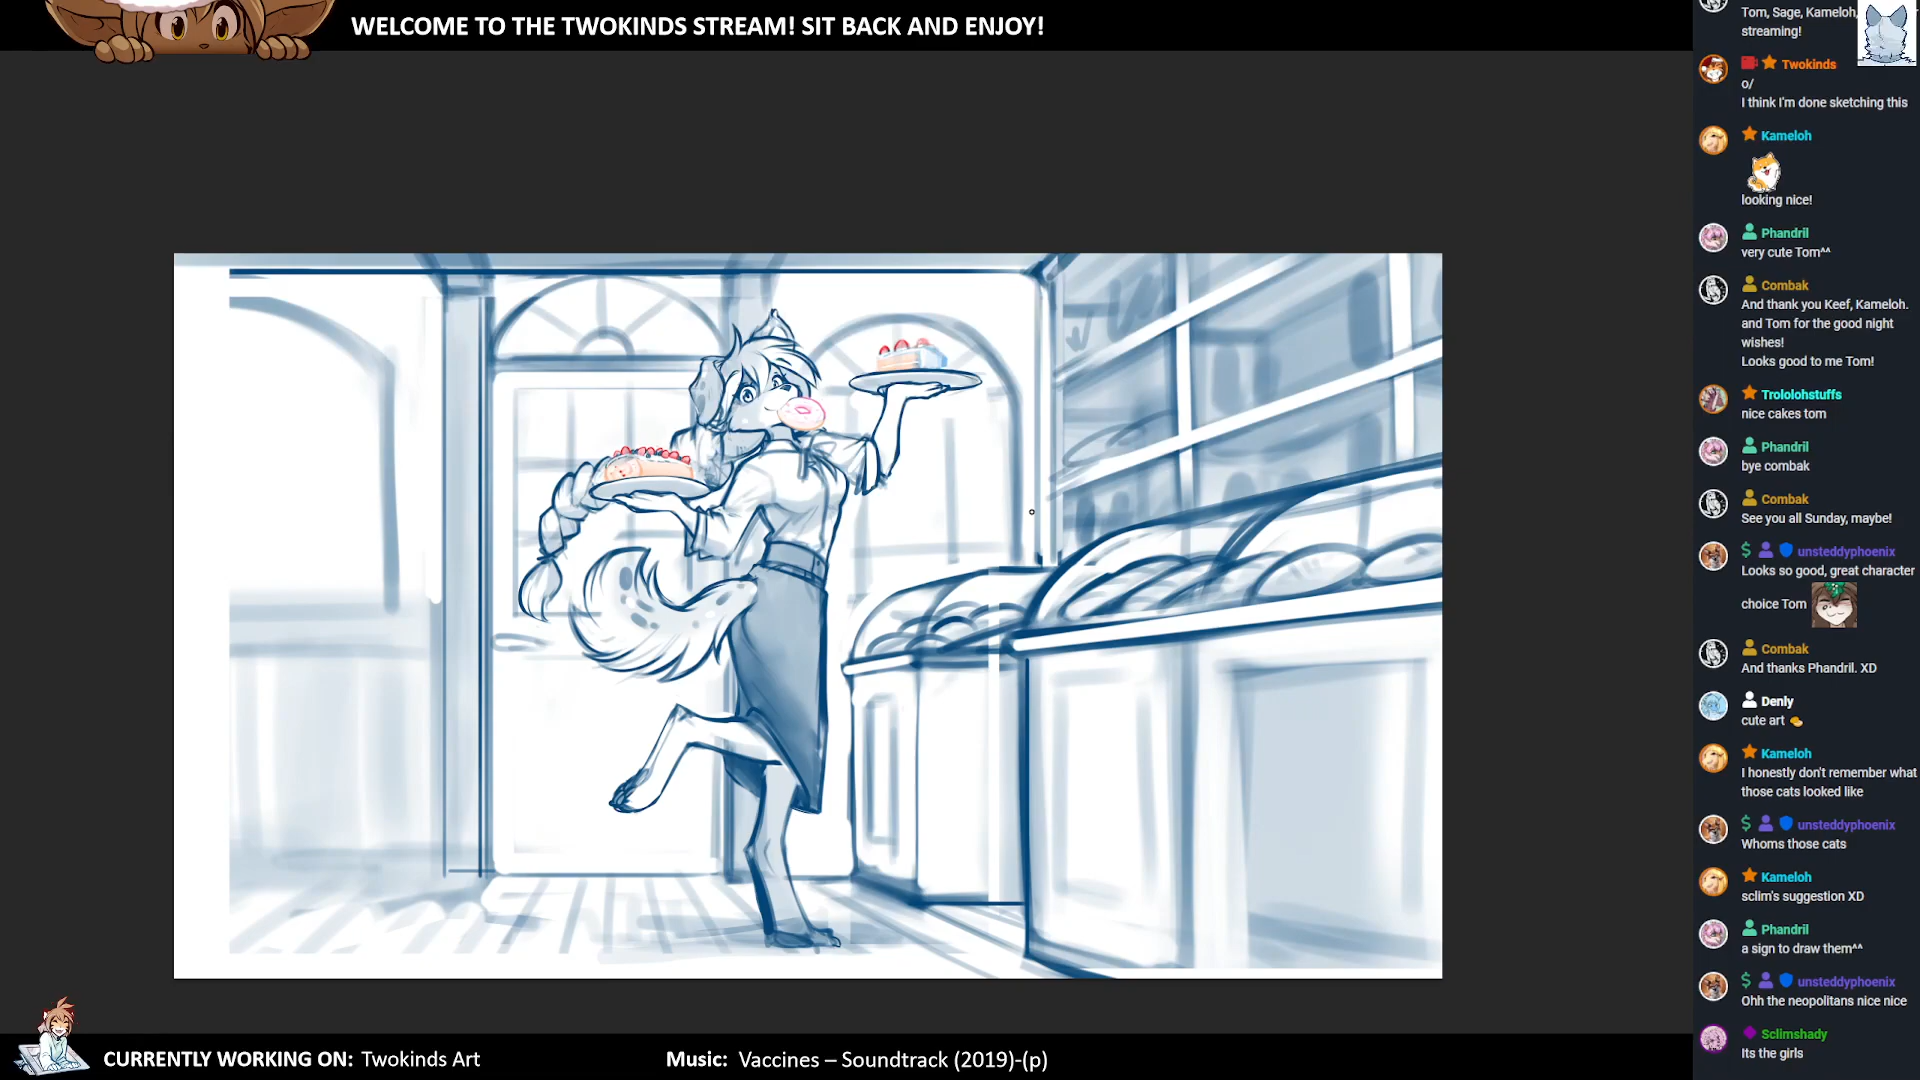 WELCOME TO THE TWOKINDS STREAM! SIT BACK AND ENJOY!
Tom, Sage, Kameloh,
streaming!
Twokinds
o/
I think I'm done sketching this
Kameloh
looking nice!
Phandril
very cute Tom^^
Combak
And thank you Keef, Kameloh.
and Tom for the good night
wishes!
Looks good to me Tom!
Trololohstuffs
nice cakes tom
Phandril
bye combak
Combak
See you all Sunday, maybe!
unsteddyphoenix
Looks so good, great character
choice Tom
Combak
And thanks Phandril. XD
Denly
cute art
Kameloh
I honestly don't remember what
those cats looked like
unsteddyphoenix
Whoms those cats
Kameloh
sclim's suggestion XD
Phandril
a sign to draw them^^
unsteddyphoenix
Ohh the neopolitans nice nice
Sclimshady
Its the girls
CURRENTLY WORKING ON: Twokinds Art
Music: Vaccines – Soundtrack (2019)-(p)